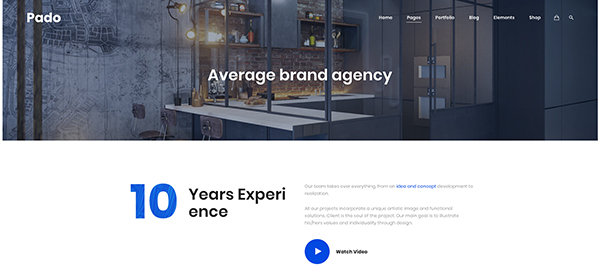 Pado
Home Pages Portfolio Blog Elements Shop
Average brand agency
10
Years Experi
ence
Our team takes over everything, from an idea and concept development to
realization.
All our projects incorporate a unique artistic image and functional
solutions. Client is the soul of the project. Our main goal is to illustrate
his/hers values and individuality through design.
Watch Video